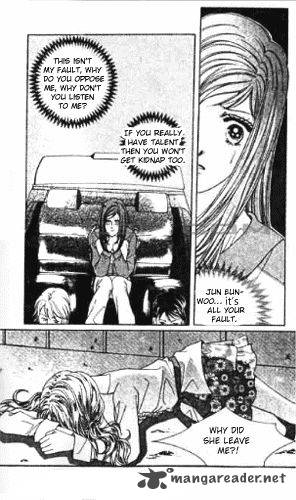 THIS ISN'T
MY FAULT, WHY
DO YOU OPPOSE
ME, WHY DON'T
YOU LISTEN
TO ME?
IF YOU REALLY
HAVE TALENT
THEN YOU WON'T
GET KIDNAP TOO.
JUN EUN-
WOO... it's
ALL YOUR
FAULT.
WHY DID
SHE LEAVE
ME?!
mangareader.net